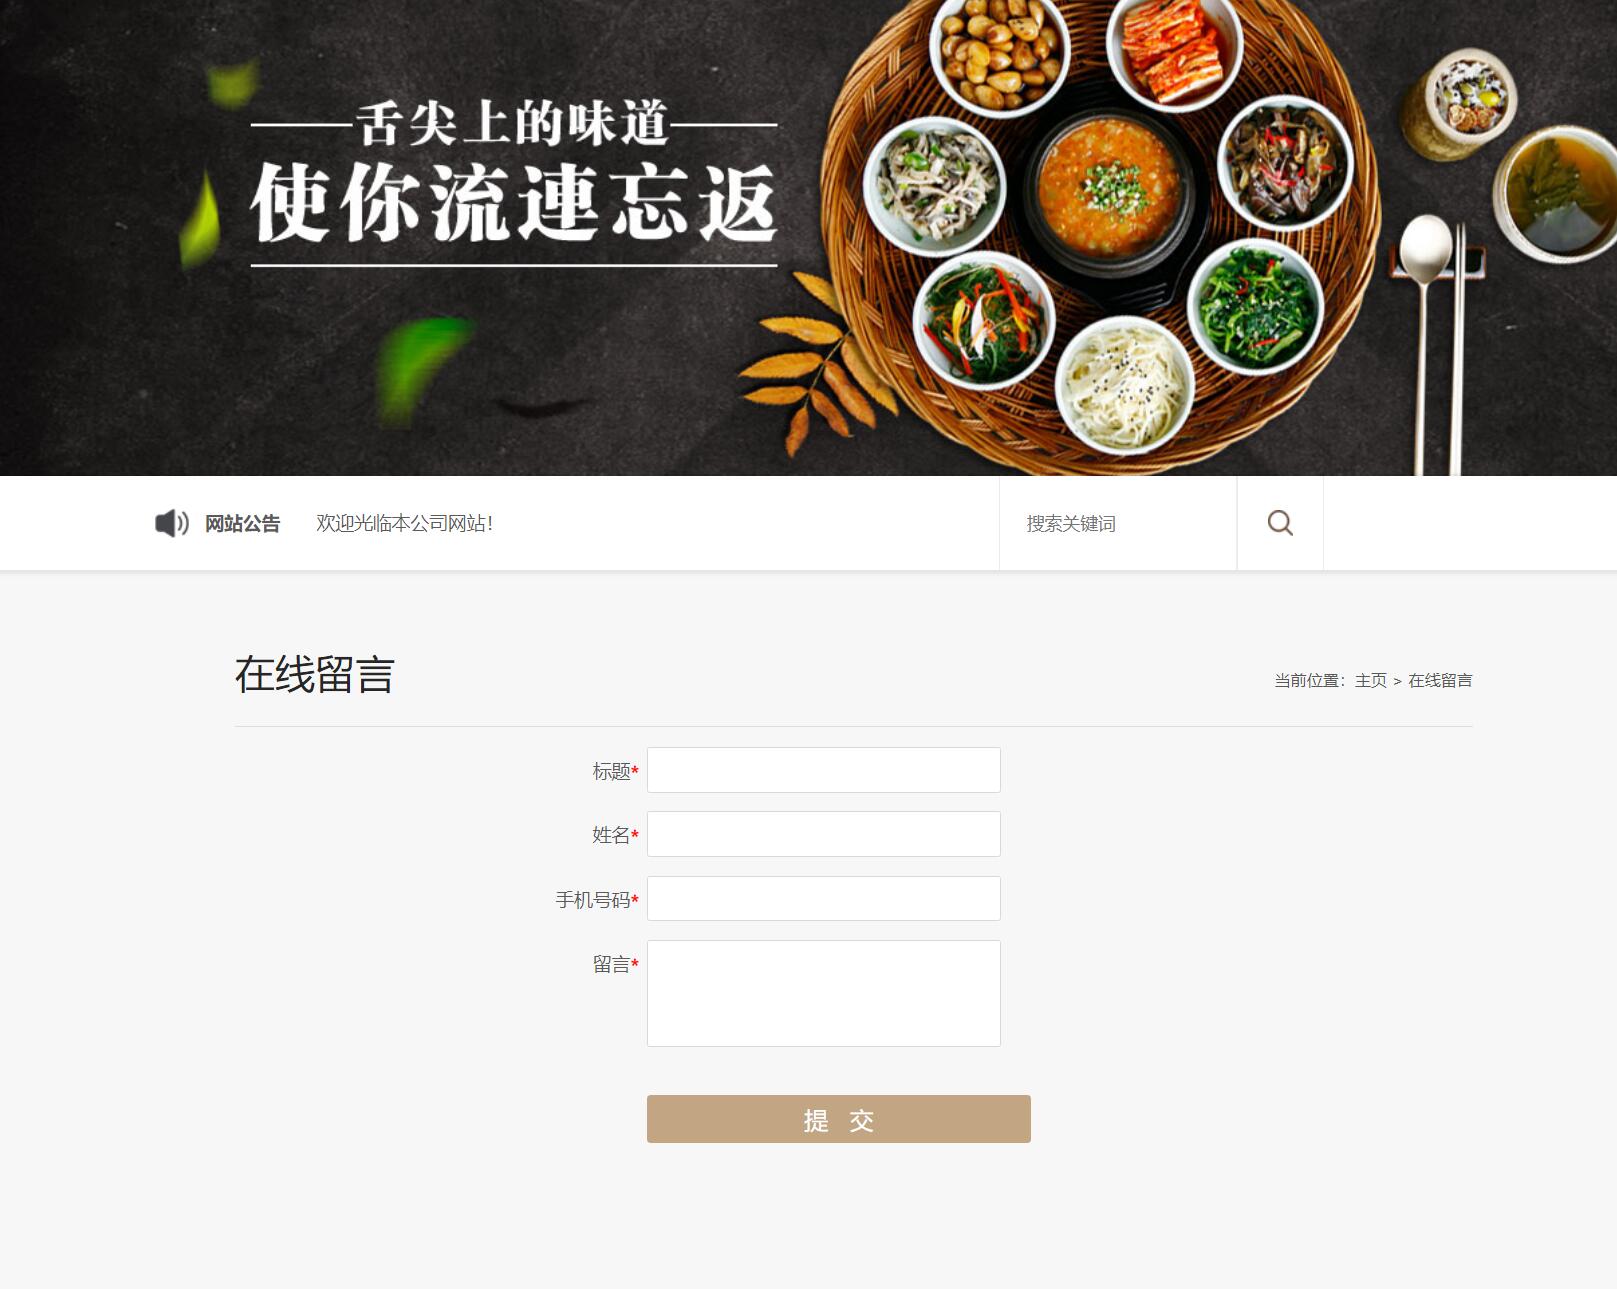 舌尖上的味道
使你流連忘返
网站公告 欢迎光临本公司网站！ 搜索关键词
在线留言 当前位置：主页 > 在线留言
标题*
姓名*
手机号码*
留言*
提 交